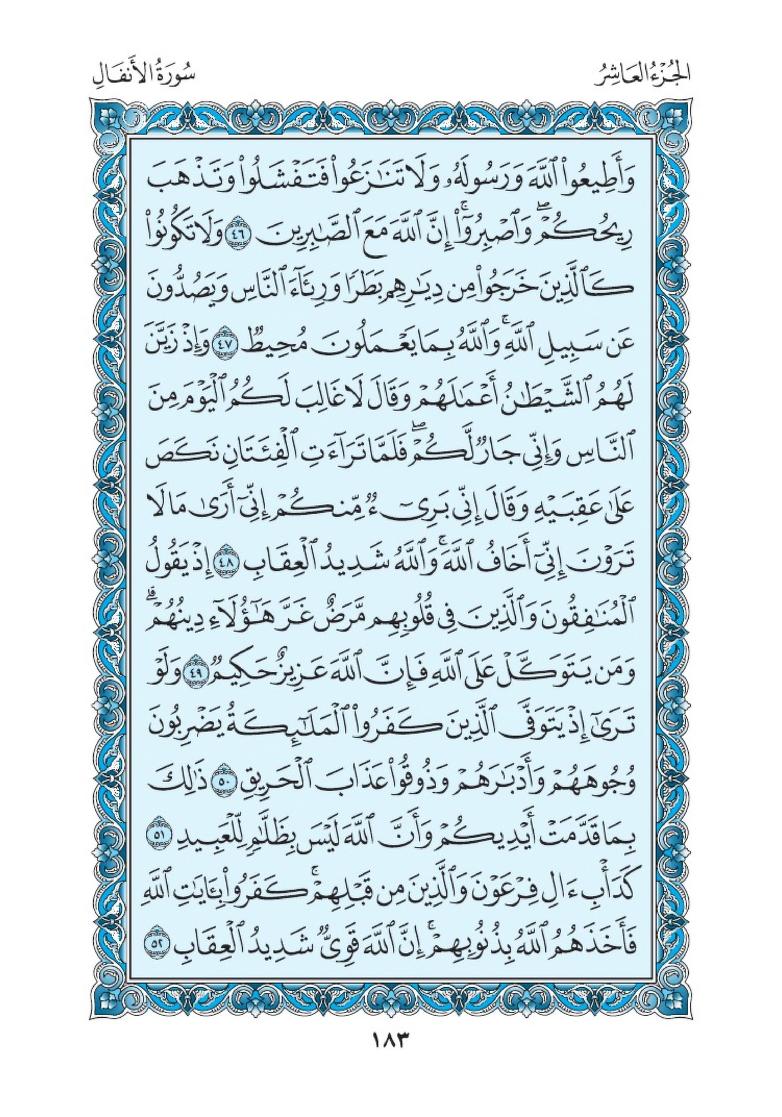 الجُزْءُ العَاشِرُ
سُورَةُ الأَنفَالِ
وَأَطِيعُوا۟ ٱللَّهَ وَرَسُولَهُۥ وَلَا تَنَٰزَعُوا۟ فَتَفْشَلُوا۟ وَتَذْهَبَ
رِيحُكُمْۖ وَٱصْبِرُوٓا۟ۚ إِنَّ ٱللَّهَ مَعَ ٱلصَّٰبِرِينَ ٤٦ وَلَا تَكُونُوا۟
كَٱلَّذِينَ خَرَجُوا۟ مِن دِيَٰرِهِم بَطَرًا وَرِئَآءَ ٱلنَّاسِ وَيَصُدُّونَ
عَن سَبِيلِ ٱللَّهِۚ وَٱللَّهُ بِمَا يَعْمَلُونَ مُحِيطٌ ٤٧ وَإِذْ زَيَّنَ
لَهُمُ ٱلشَّيْطَٰنُ أَعْمَٰلَهُمْ وَقَالَ لَا غَالِبَ لَكُمُ ٱلْيَوْمَ مِنَ
ٱلنَّاسِ وَإِنِّى جَارٌ لَّكُمْۖ فَلَمَّا تَرَآءَتِ ٱلْفِئَتَانِ نَكَصَ
عَلَىٰ عَقِبَيْهِ وَقَالَ إِنِّى بَرِىٓءٌ مِّنكُمْ إِنِّىٓ أَرَىٰ مَا لَا
تَرَوْنَ إِنِّىٓ أَخَافُ ٱللَّهَۚ وَٱللَّهُ شَدِيدُ ٱلْعِقَابِ ٤٨ إِذْ يَقُولُ
ٱلْمُنَٰفِقُونَ وَٱلَّذِينَ فِى قُلُوبِهِم مَّرَضٌ غَرَّ هَٰٓؤُلَآءِ دِينُهُمْۗ
وَمَن يَتَوَكَّلْ عَلَى ٱللَّهِ فَإِنَّ ٱللَّهَ عَزِيزٌ حَكِيمٌ ٤٩ وَلَوْ
تَرَىٰٓ إِذْ يَتَوَفَّى ٱلَّذِينَ كَفَرُوا۟ ٱلْمَلَٰٓئِكَةُ يَضْرِبُونَ
وُجُوهَهُمْ وَأَدْبَٰرَهُمْ وَذُوقُوا۟ عَذَابَ ٱلْحَرِيقِ ٥٠ ذَٰلِكَ
بِمَا قَدَّمَتْ أَيْدِيكُمْ وَأَنَّ ٱللَّهَ لَيْسَ بِظَلَّٰمٍ لِّلْعَبِيدِ ٥١
كَدَأْبِ ءَالِ فِرْعَوْنَ وَٱلَّذِينَ مِن قَبْلِهِمْۚ كَفَرُوا۟ بِـَٔايَٰتِ ٱللَّهِ
فَأَخَذَهُمُ ٱللَّهُ بِذُنُوبِهِمْۚ إِنَّ ٱللَّهَ قَوِىٌّ شَدِيدُ ٱلْعِقَابِ ٥٢
١٨٣